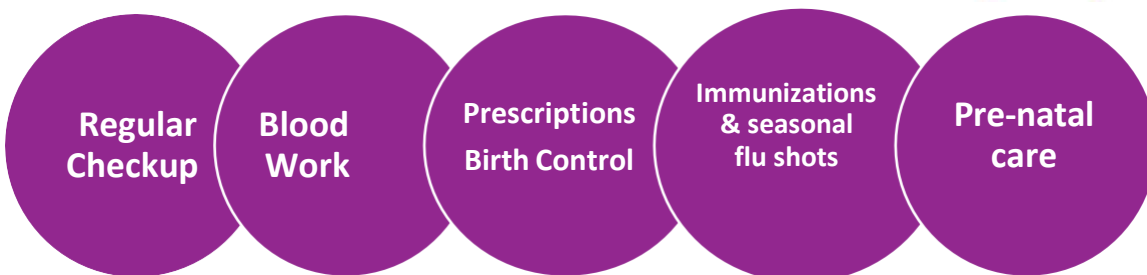 Regular
Checkup
Blood
Work
Prescriptions
Birth Control
Immunizations
& seasonal
flu shots
Pre-natal
care